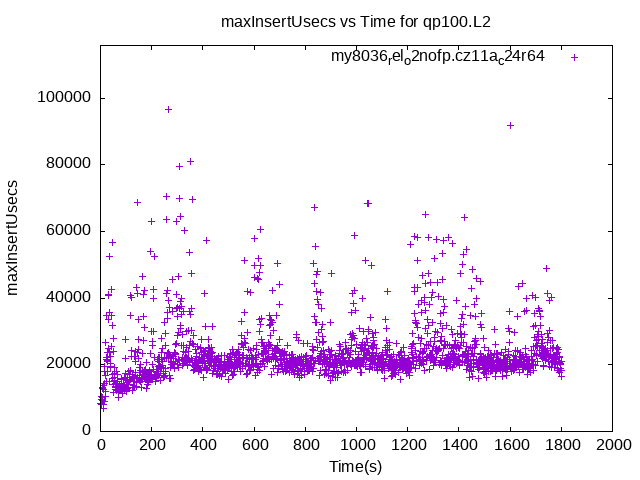 maxInsertUsecs vs Time for qp100.L2
my8036rel_o2nofp.cz11a_c24r64
100000
80000
60000
40000
20000
0
maxInsertUsecs
0 200 400 600 800 1000 1200 1400 1600 1800 2000
Time(s)